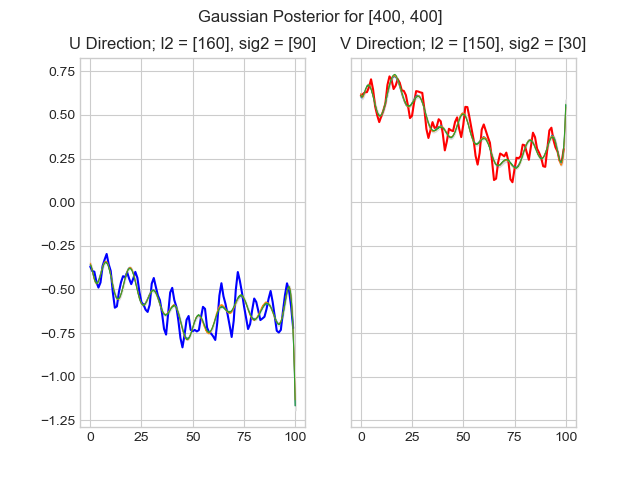 Gaussian Posterior for [400, 400]
U Direction; l2 = [160], sig2 = [90]
V Direction; l2 = [150], sig2 = [30]
0.75
0.50
0.25
0.00
−0.25
−0.50
−0.75
−1.00
−1.25
0 25 50 75 100
0 25 50 75 100